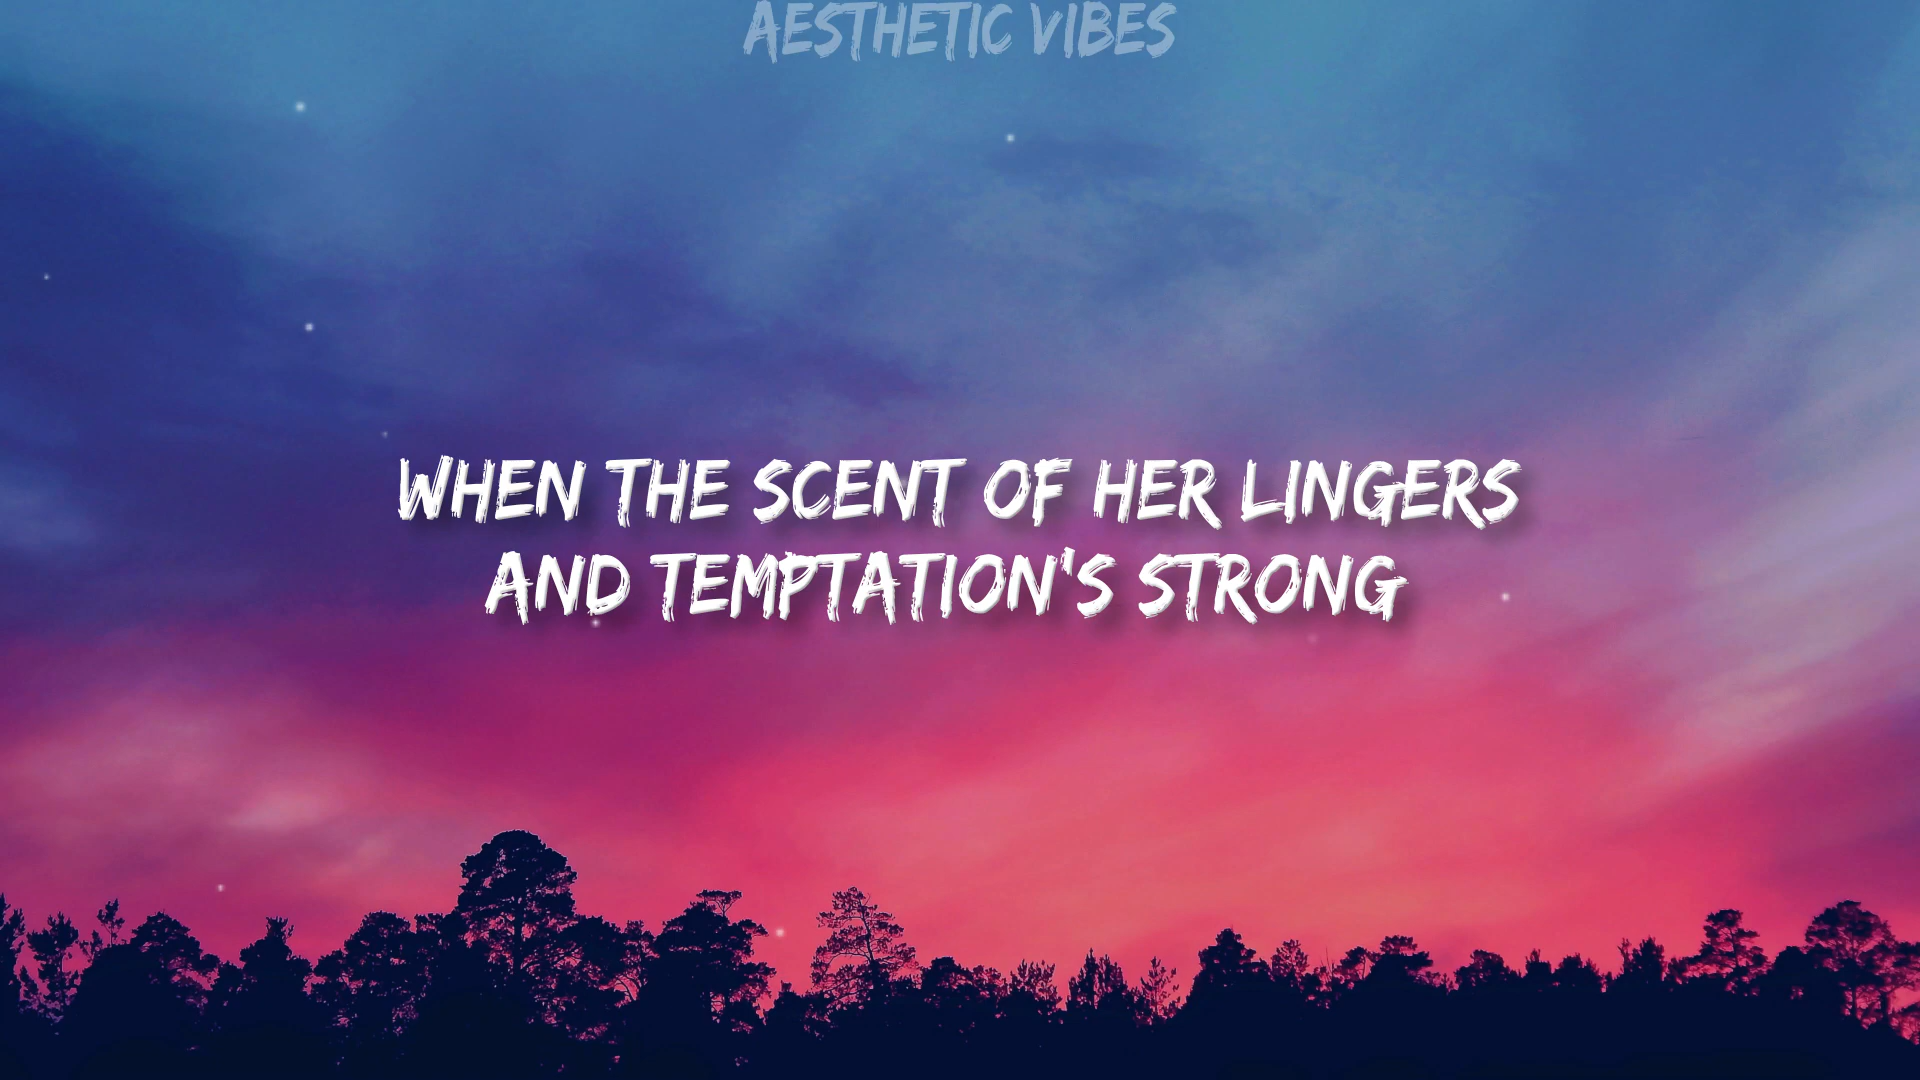 AESTHETIC VIBES
WHEN THE SCENT OF HER LINGERS
AND TEMPTATION'S STRONG